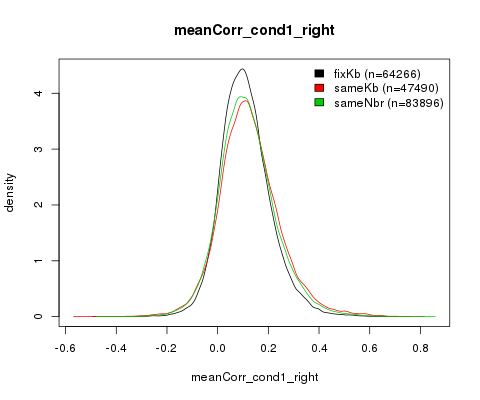 meanCorr_cond1_right
fixKb (n=64266)
sameKb (n=47490)
sameNbr (n=83896)
density
0
1
2
3
4
-0.6
-0.4
-0.2
0.0
0.2
0.4
0.6
0.8
meanCorr_cond1_right